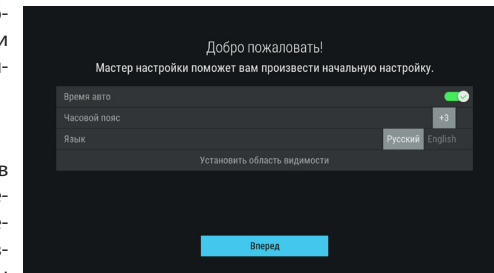 Добро пожаловать!
Мастер настройки поможет вам произвести начальную настройку.
Время авто
Часовой пояс +3
Язык Русский English
Установить область видимости
Вперед